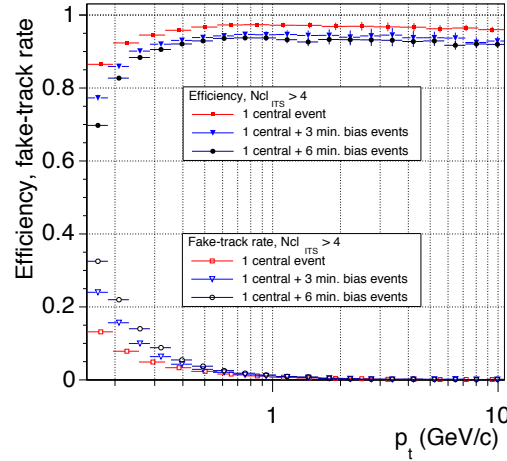 Efficiency, fake-track rate
1
0.8
0.6
0.4
0.2
0
Efficiency, Ncl ITS > 4
1 central event
1 central + 3 min. bias events
1 central + 6 min. bias events
Fake-track rate, Ncl ITS > 4
1 central event
1 central + 3 min. bias events
1 central + 6 min. bias events
1
10
pt (GeV/c)